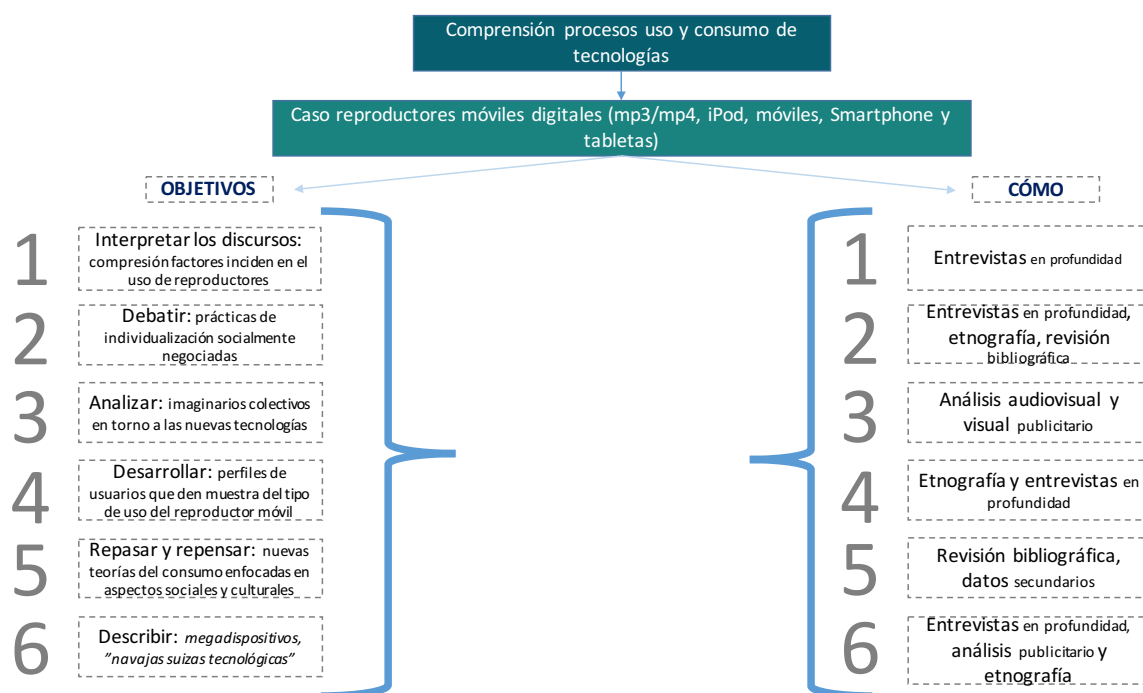 Comprensión procesos uso y consumo de
tecnologías
Caso reproductores móviles digitales (mp3/mp4, iPod, móviles, Smartphone y
tabletas)
OBJETIVOS
1
Interpretar los discursos:
compresión factores inciden en el
uso de reproductores
2
Debatir: prácticas de
individualización socialmente
negociadas
3
Analizar: imaginarios colectivos
en torno a las nuevas tecnologías
4
Desarrollar: perfiles de
usuarios que den muestra del tipo
de uso del reproductor móvil
5
Repasar y repensar: nuevas
teorías del consumo enfocadas en
aspectos sociales y culturales
6
Describir: megadispositivos,
”navajas suizas tecnológicas”
CÓMO
1
Entrevistas en profundidad
2
Entrevistas en profundidad,
etnografía, revisión
bibliográfica
3
Análisis audiovisual y
visual publicitario
4
Etnografía y entrevistas en
profundidad
5
Revisión bibliográfica,
datos secundarios
6
Entrevistas en profundidad,
análisis publicitario y
etnografía